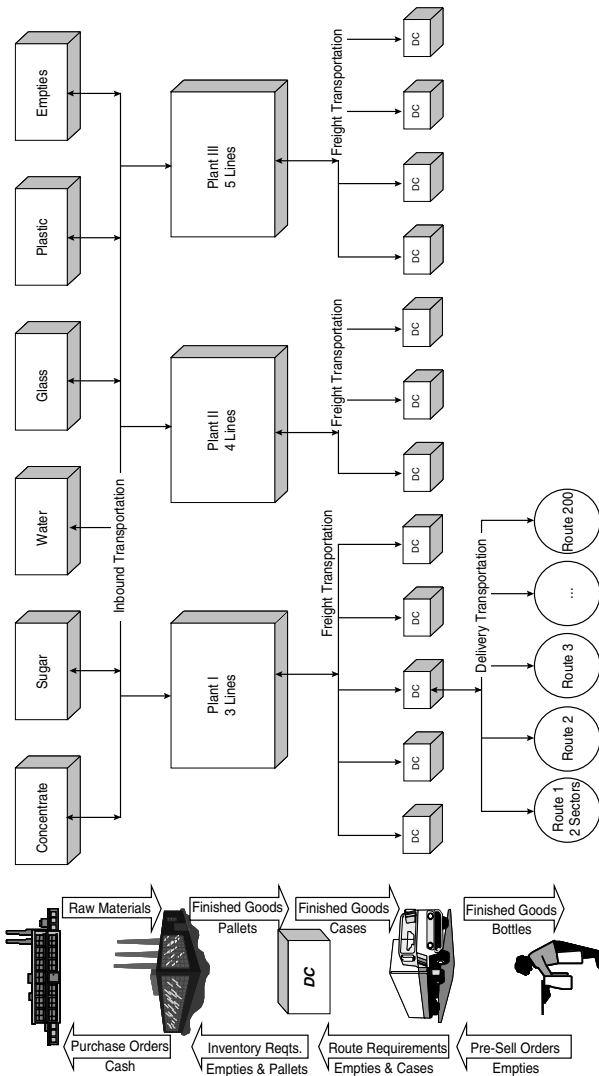 Concentrate
Sugar
Water
Glass
Plastic
Empties
Inbound Transportation
Plant I
3 Lines
Plant II
4 Lines
Plant III
5 Lines
Freight Transportation
Freight Transportation
Freight Transportation
DC
DC
DC
DC
DC
DC
DC
DC
DC
DC
DC
DC
Delivery Transportation
Route 1
2 Sectors
Route 2
Route 3
...
Route 200
Raw Materials
Finished Goods
Pallets
Finished Goods
Cases
Finished Goods
Bottles
DC
Purchase Orders
Cash
Inventory Reqts.
Empties & Pallets
Route Requirements
Empties & Cases
Pre-Sell Orders
Empties